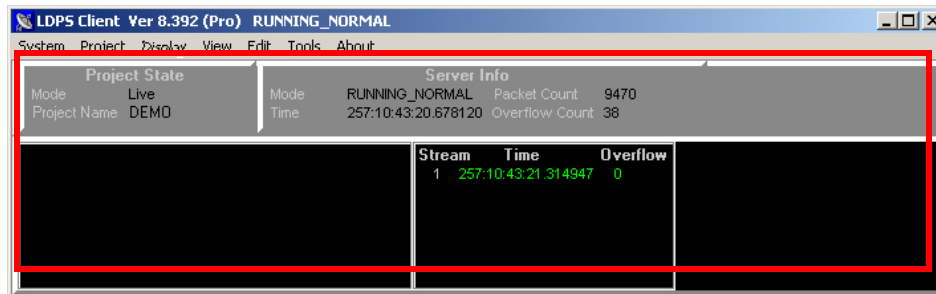 LDPS Client Ver 8.392 (Pro) RUNNING_NORMAL
System Project Display View Edit Tools About
Project State Server Info
Mode Live Mode RUNNING_NORMAL Packet Count 9470
Project Name DEMO Time 257:10:43:20.678120 Overflow Count 38
Stream Time Overflow
1 257:10:43:21.314947 0